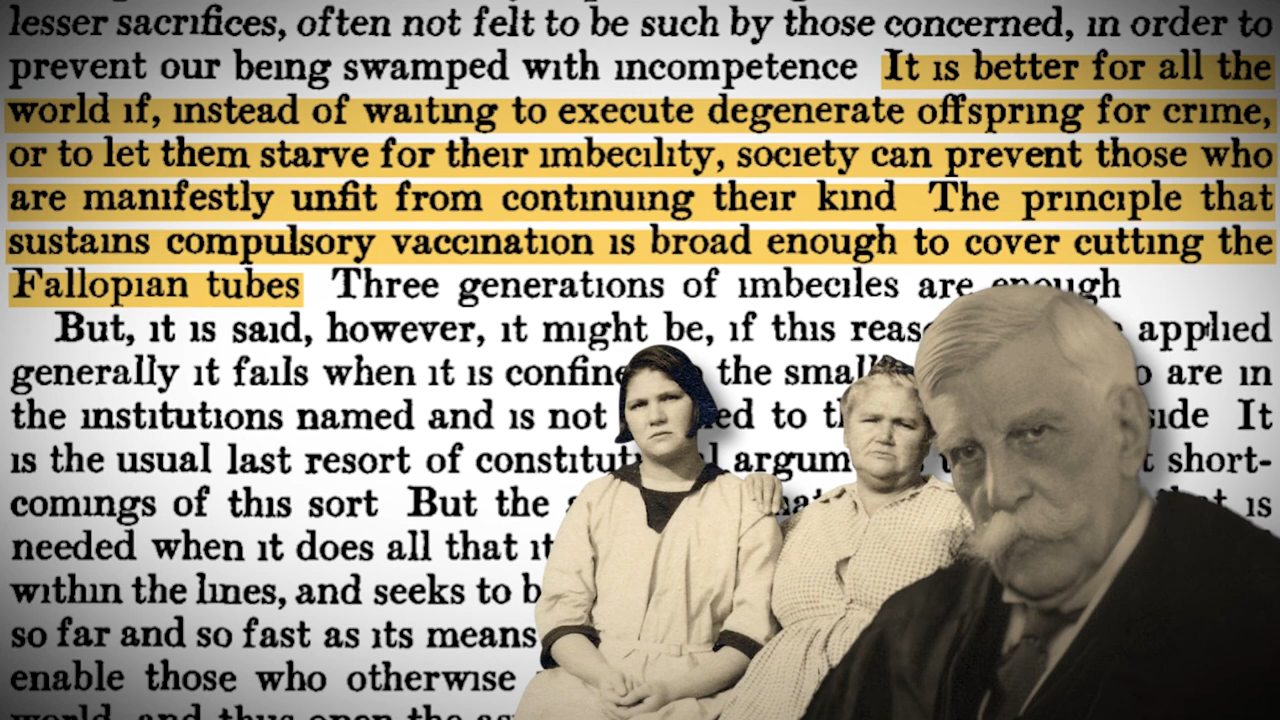 lesser sacrifices, often not felt to be such by those concerned, in order to
prevent our being swamped with incompetence It is better for all the
world if, instead of waiting to execute degenerate offspring for crime,
or to let them starve for their imbecility, society can prevent those who
are manifestly unfit from continuing their kind The principle that
sustains compulsory vaccination is broad enough to cover cutting the
Fallopian tubes Three generations of imbeciles are enough
But, it is said, however, it might be, if this applied
generally it fails when it is the are in
the institutions named and is not to It
is the usual last resort of short-
comings of this sort But the is
needed when it does all that it
within the lines, and seeks to
so far and so fast as its means
enable those who otherwise
world, and thus open the